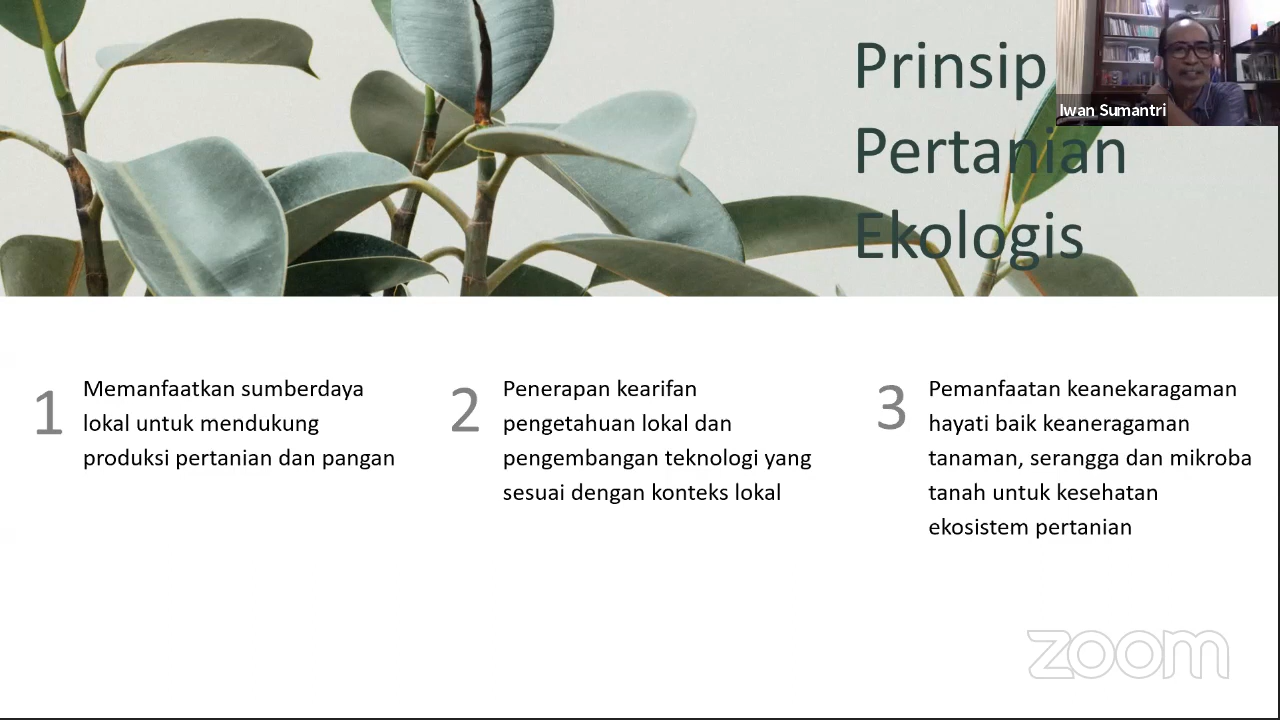 Prinsip
Pertanian
Ekologis
Iwan Sumantri
1
Memanfaatkan sumberdaya
lokal untuk mendukung
produksi pertanian dan pangan
2
Penerapan kearifan
pengetahuan lokal dan
pengembangan teknologi yang
sesuai dengan konteks lokal
3
Pemanfaatan keanekaragaman
hayati baik keaneragaman
tanaman, serangga dan mikroba
tanah untuk kesehatan
ekosistem pertanian
zoom